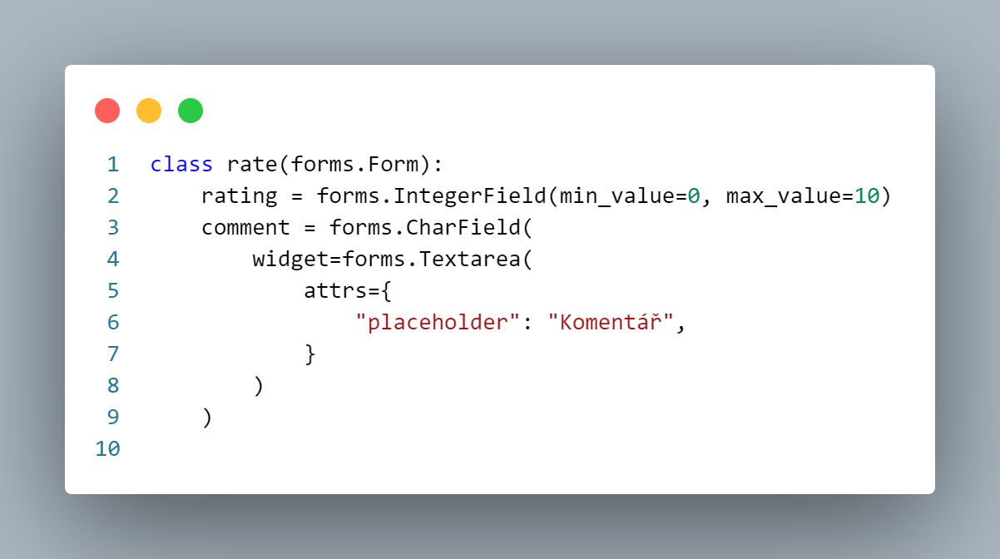 1 class rate(forms.Form):
2     rating = forms.IntegerField(min_value=0, max_value=10)
3     comment = forms.CharField(
4         widget=forms.Textarea(
5             attrs={
6                 "placeholder": "Komentář",
7             }
8         )
9     )
10